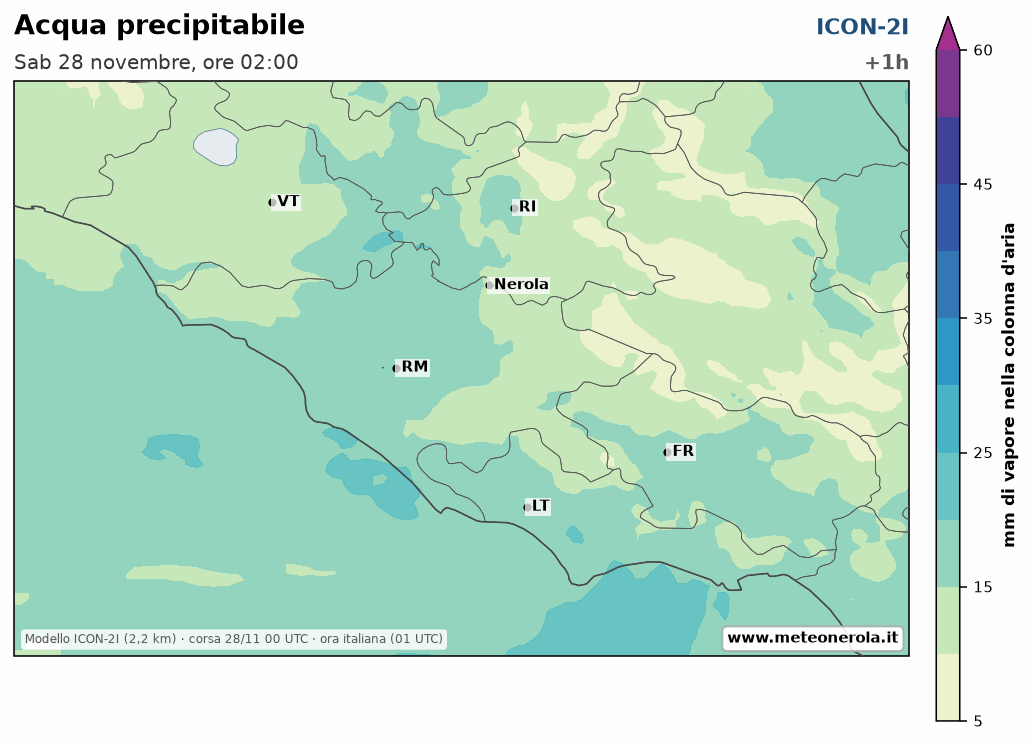 Acqua precipitabile
ICON-2I
Sab 28 novembre, ore 02:00
+1h
60
45
35
25
15
5
mm di vapore nella colonna d'aria
VT
RI
Nerola
RM
FR
LT
Modello ICON-2I (2,2 km) · corsa 28/11 00 UTC · ora italiana (01 UTC)
www.meteonerola.it